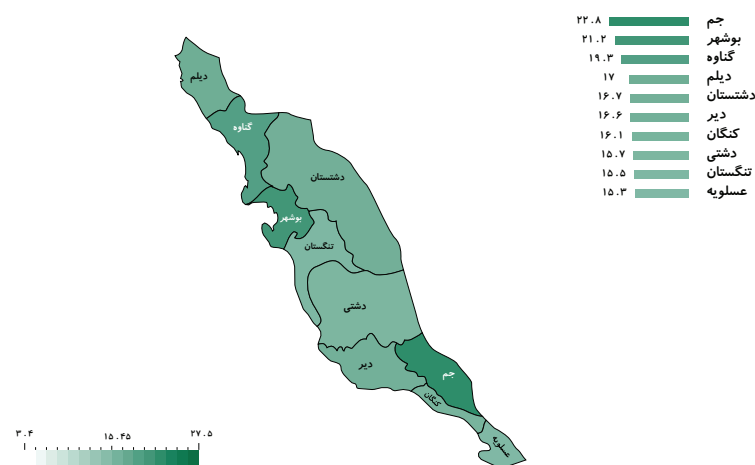 جم ۲۲.۸
بوشهر ۲۱.۲
گناوه ۱۹.۳
دیلم ۱۷
دشتستان ۱۶.۷
دیر ۱۶.۶
کنگان ۱۶.۱
دشتی ۱۵.۷
تنگستان ۱۵.۵
عسلویه ۱۵.۳
دیلم
گناوه
دشتستان
بوشهر
تنگستان
دشتی
دیر
جم
کنگان
عسلویه
۳.۴ ۱۵.۴۵ ۲۷.۵